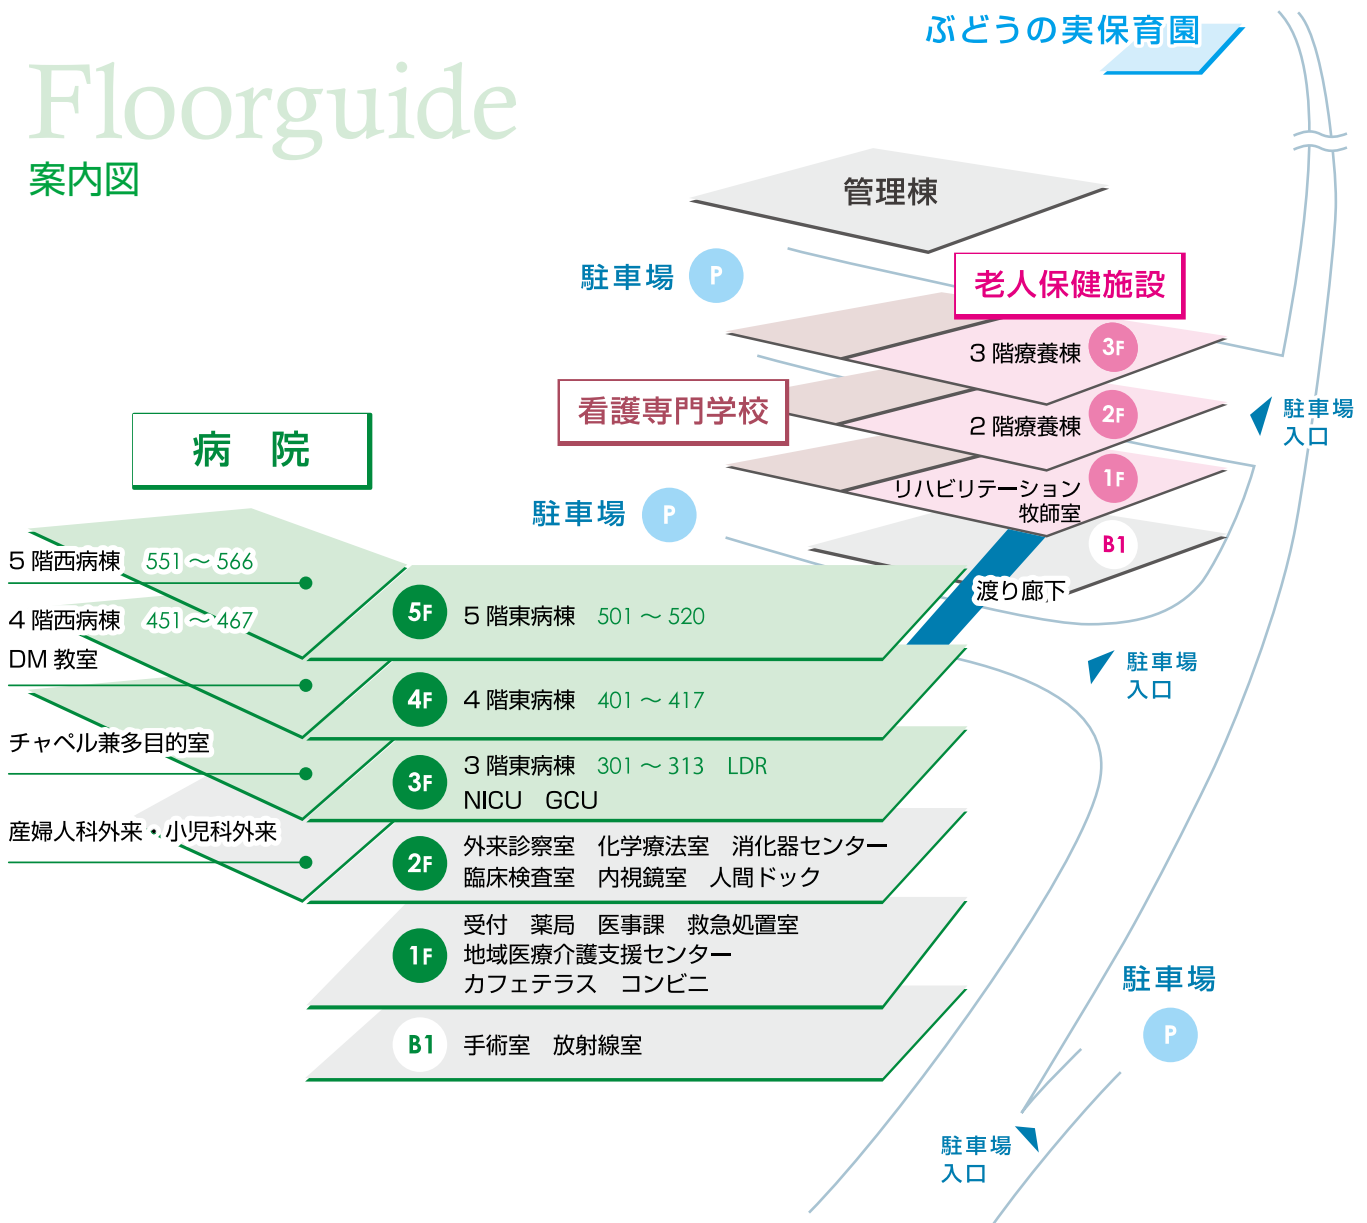 ぶどうの実保育園
Floorguide
案内図
管理棟
駐車場 P
老人保健施設
3階療養棟 3F
看護専門学校
2階療養棟 2F
駐車場
入口
病　院
リハビリテーション 1F
牧師室
駐車場 P
B1
渡り廊下
5階西病棟　551～566
5F 5階東病棟　501～520
4階西病棟　451～467
DM教室
駐車場
入口
4F 4階東病棟　401～417
チャペル兼多目的室
3F 3階東病棟　301～313　LDR
NICU　GCU
産婦人科外来・小児科外来
2F 外来診察室　化学療法室　消化器センター
臨床検査室　内視鏡室　人間ドック
1F 受付　薬局　医事課　救急処置室
地域医療介護支援センター
カフェテラス　コンビニ
駐車場
P
B1 手術室　放射線室
駐車場
入口